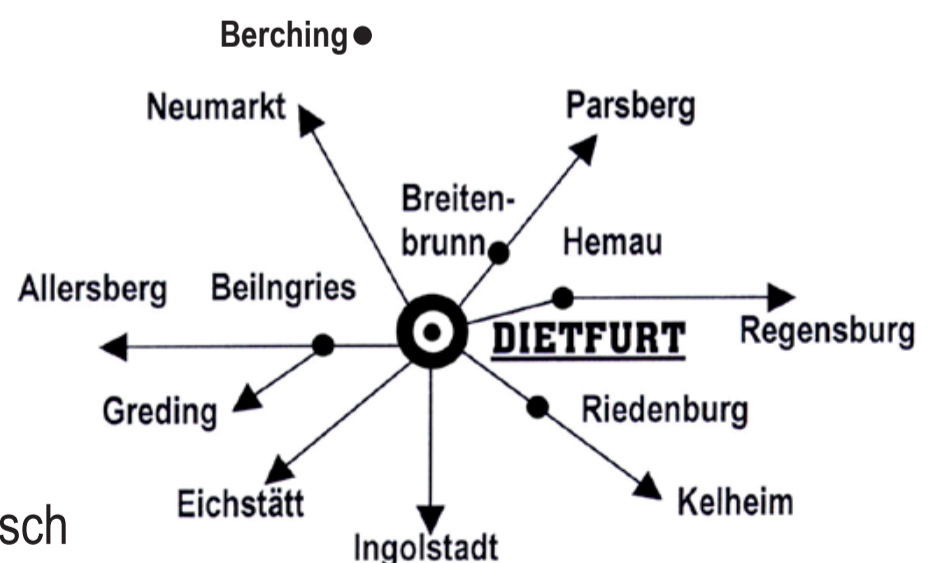 Berching
Neumarkt
Parsberg
Breiten-
brunn
Hemau
Allersberg
Beilngries
DIETFURT
Regensburg
Greding
Riedenburg
Eichstätt
Kelheim
sch
Ingolstadt